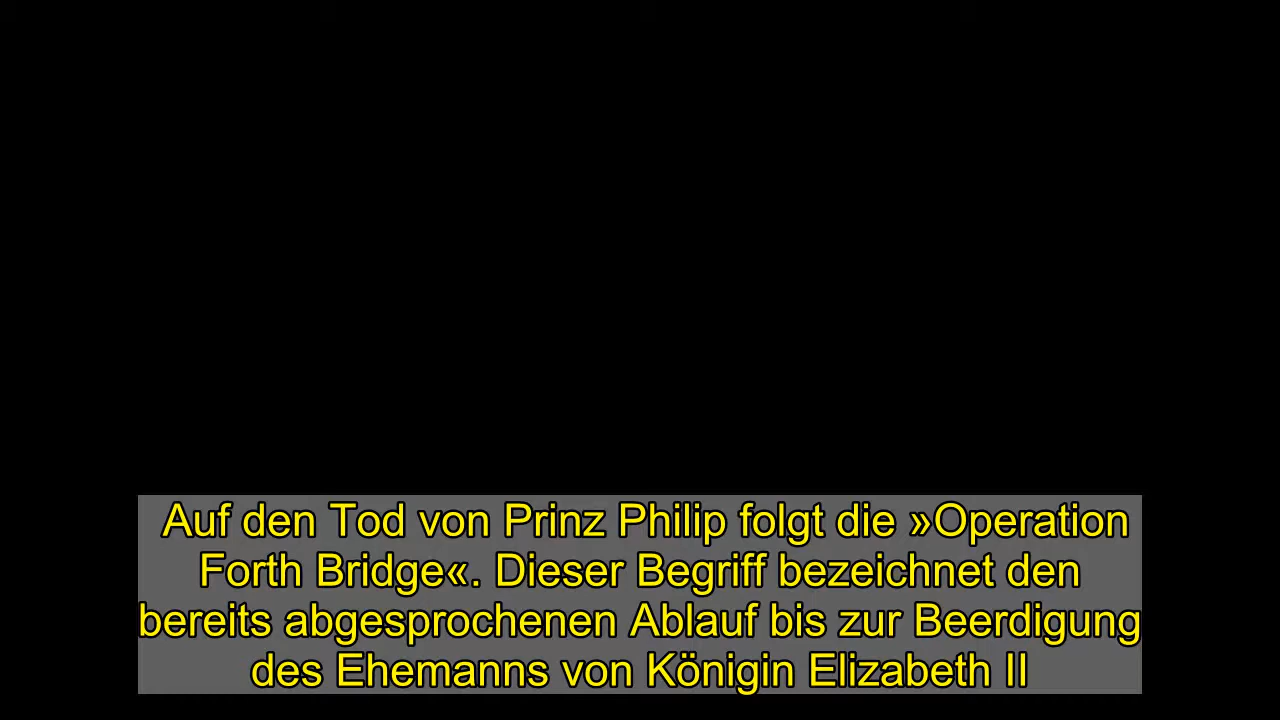 Auf den Tod von Prinz Philip folgt die »Operation
Forth Bridge«. Dieser Begriff bezeichnet den
bereits abgesprochenen Ablauf bis zur Beerdigung
des Ehemanns von Königin Elizabeth II